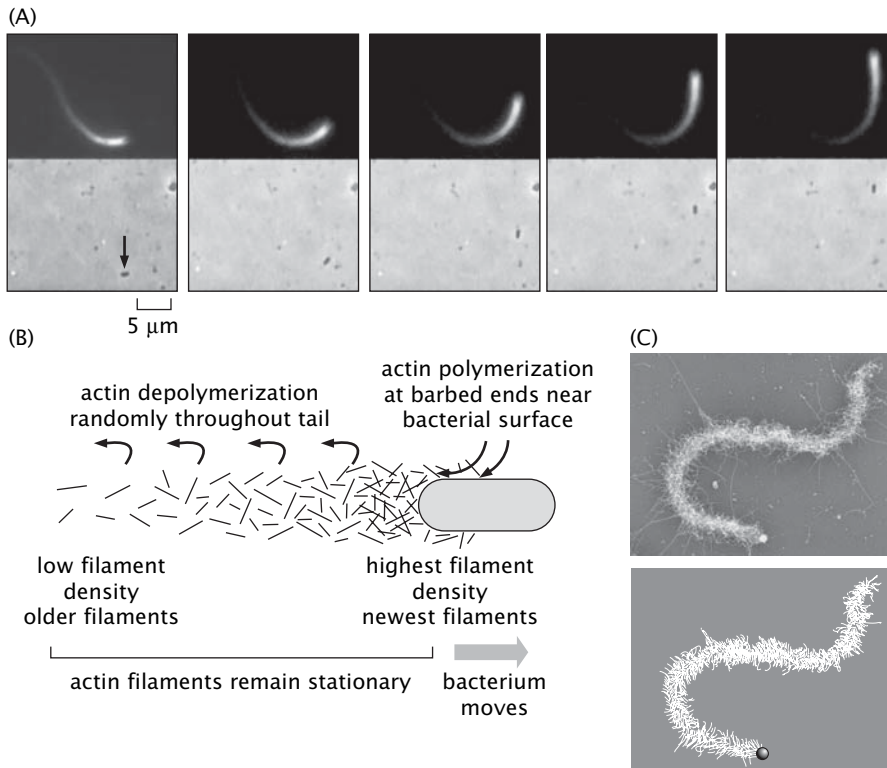 (A)
5 μm
(B)
actin depolymerization
randomly throughout tail
actin polymerization
at barbed ends near
bacterial surface
low filament
density
older filaments
highest filament
density
newest filaments
actin filaments remain stationary
bacterium
moves
(C)